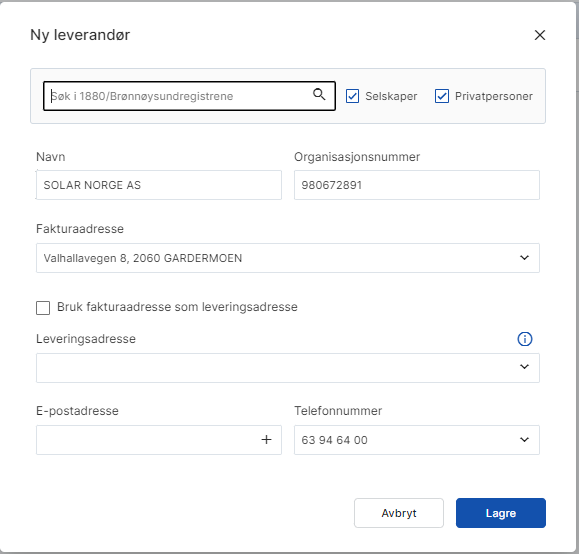 Ny leverandør
Søk i 1880/Brønnøysundregistrene
Selskaper
Privatpersoner
Navn
Organisasjonsnummer
SOLAR NORGE AS
980672891
Fakturaadresse
Valhallavegen 8, 2060 GARDERMOEN
Bruk fakturaadresse som leveringsadresse
Leveringsadresse
E-postadresse
Telefonnummer
63 94 64 00
Avbryt
Lagre